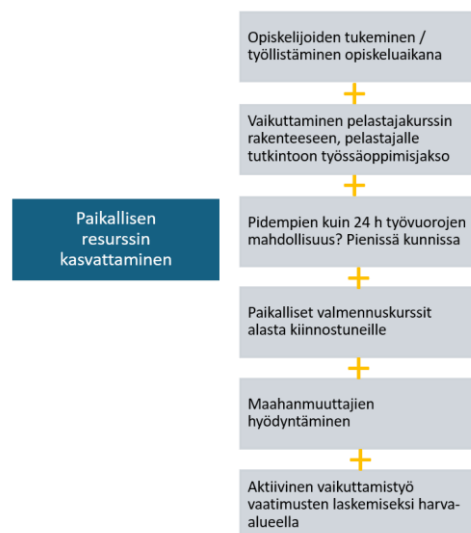 Opiskelijoiden tukeminen /
työllistäminen opiskeluaikana
+
Vaikuttaminen pelastajakurssin
rakenteeseen, pelastajalle
tutkintoon työssäoppimisjakso
+
Paikallisen
resurssin
kasvattaminen
Pidempien kuin 24 h työvuorojen
mahdollisuus? Pienissä kunnissa
+
Paikalliset valmennuskurssit
alasta kiinnostuneille
+
Maahanmuuttajien
hyödyntäminen
+
Aktiivinen vaikuttamistyö
vaatimusten laskemiseksi harva-
alueella